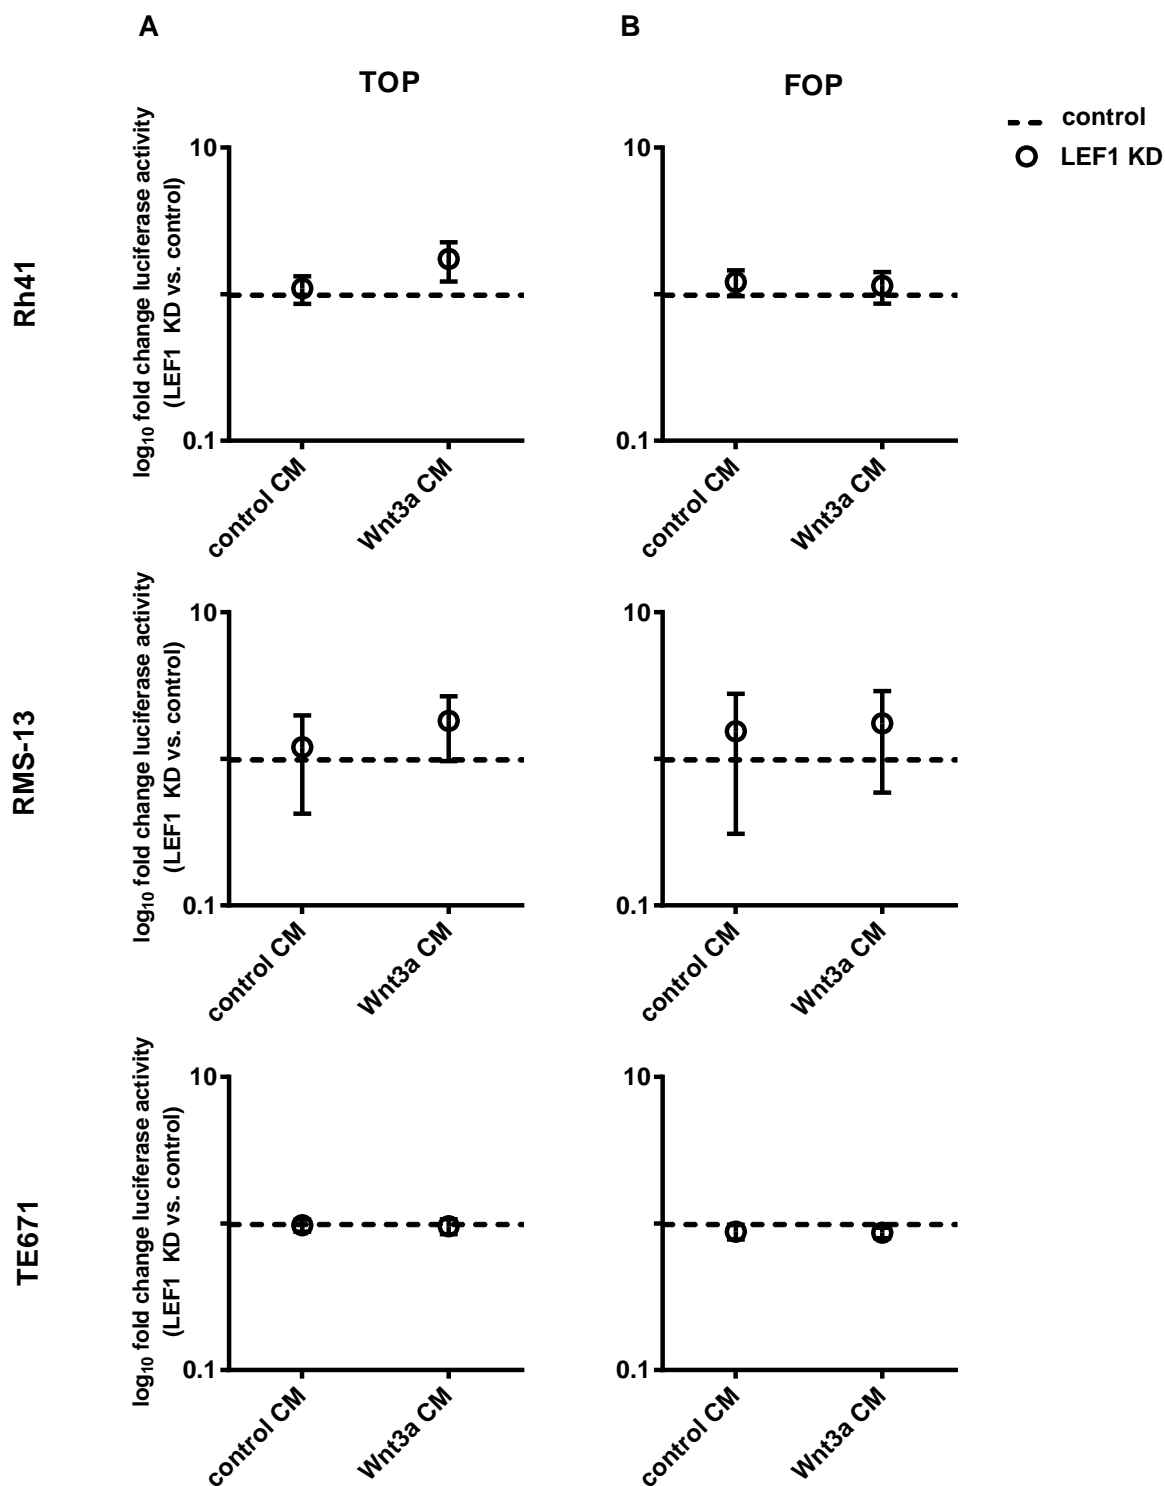 A
B
TOP
FOP
control
LEF1 KD
Rh41
log10 fold change luciferase activity
(LEF1 KD vs. control)
10
0.1
control CM
Wnt3a CM
10
0.1
control CM
Wnt3a CM
RMS-13
log10 fold change luciferase activity
(LEF1 KD vs. control)
10
0.1
control CM
Wnt3a CM
10
0.1
control CM
Wnt3a CM
TE671
log10 fold change luciferase activity
(LEF1 KD vs. control)
10
0.1
control CM
Wnt3a CM
10
0.1
control CM
Wnt3a CM